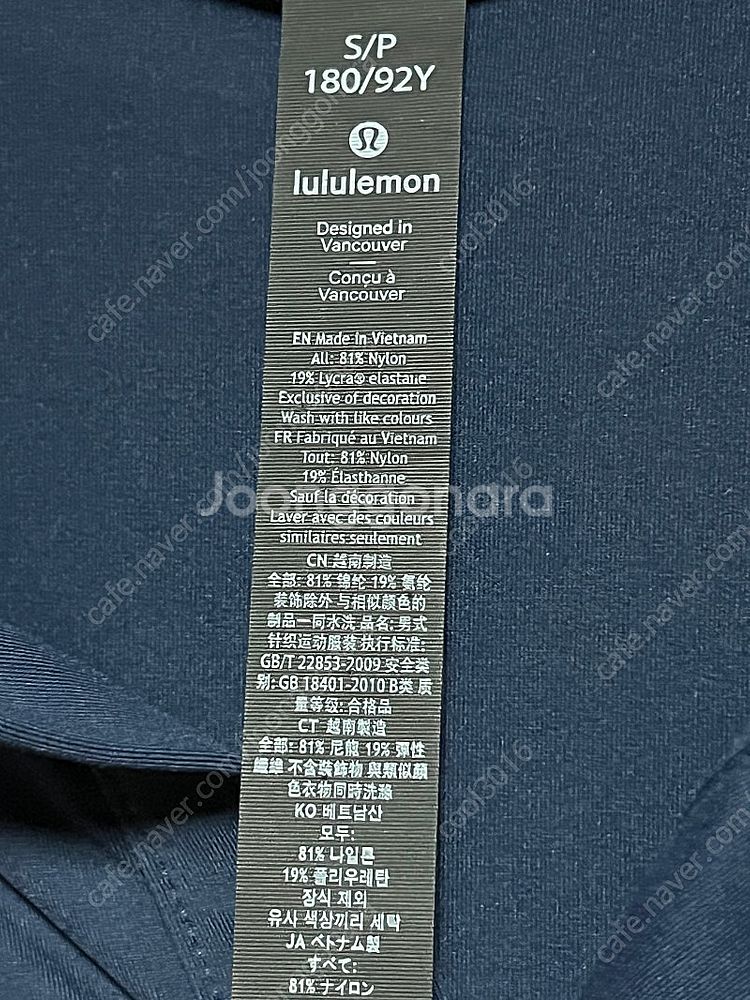 S/P
180/92Y
lululemon
Designed in
Vancouver
Conçu à
Vancouver
EN Made in Vietnam
All: 81% Nylon
19% Lycra® elastane
Exclusive of decoration
Wash with like colours
FR Fabriqué au Vietnam
Tout: 81% Nylon
19% Élasthanne
Sauf la décoration
Laver avec des couleurs
similaires seulement
CN 越南制造
全部: 81% 锦纶 19% 氨纶
装饰除外 与相似颜色的
制品一同水洗 品名: 男式
针织运动服装 执行标准:
GB/T 22853-2009 安全类
别: GB 18401-2010 B类 质
量等级: 合格品
CT 越南製造
全部: 81% 尼龍 19% 彈性
纖維 不含裝飾物 與類似顏
色衣物同時洗滌
KO 베트남산
모두:
81% 나일론
19% 폴리우레탄
장식 제외
유사 색상끼리 세탁
JA ベトナム製
すべて:
81% ナイロン
Joonggonara
cafe.naver.com/joonggonara
cool3016